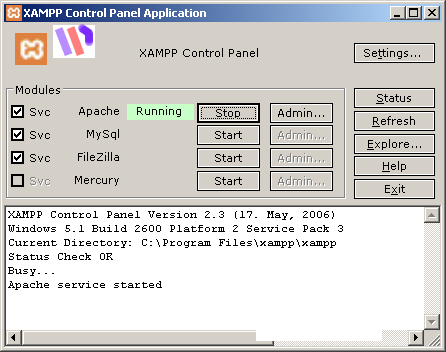 XAMPP Control Panel Application
XAMPP Control Panel
Settings...
Modules
Svc Apache Running Stop Admin...
Svc MySql Start Admin...
Svc FileZilla Start Admin...
Svc Mercury Start Admin...
Status
Refresh
Explore...
Help
Exit
XAMPP Control Panel Version 2.3 (17. May, 2006)
Windows 5.1 Build 2600 Platform 2 Service Pack 3
Current Directory: C:\Program Files\xampp\xampp
Status Check OK
Busy...
Apache service started